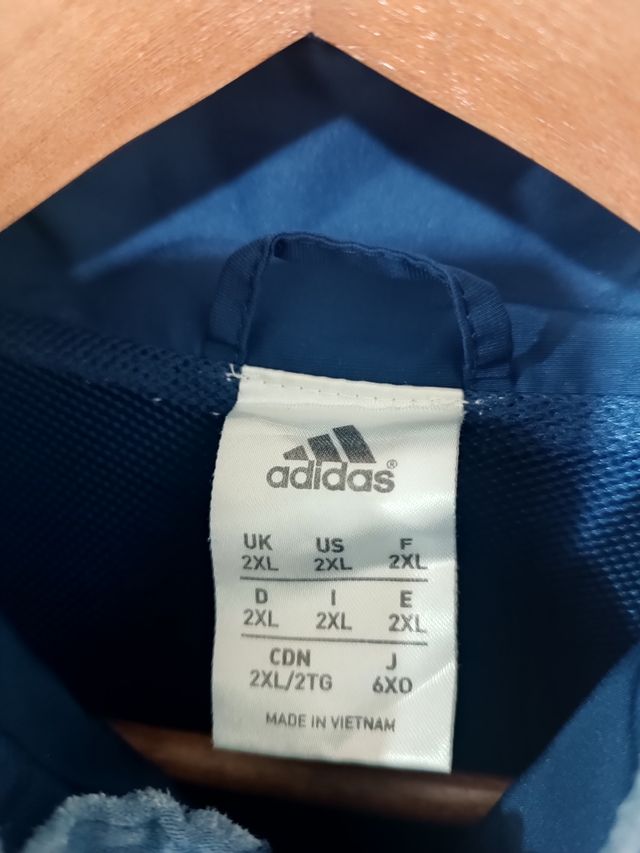 adidas®
UK US F
2XL 2XL 2XL
D I E
2XL 2XL 2XL
CDN J
2XL/2TG 6XO
MADE IN VIETNAM